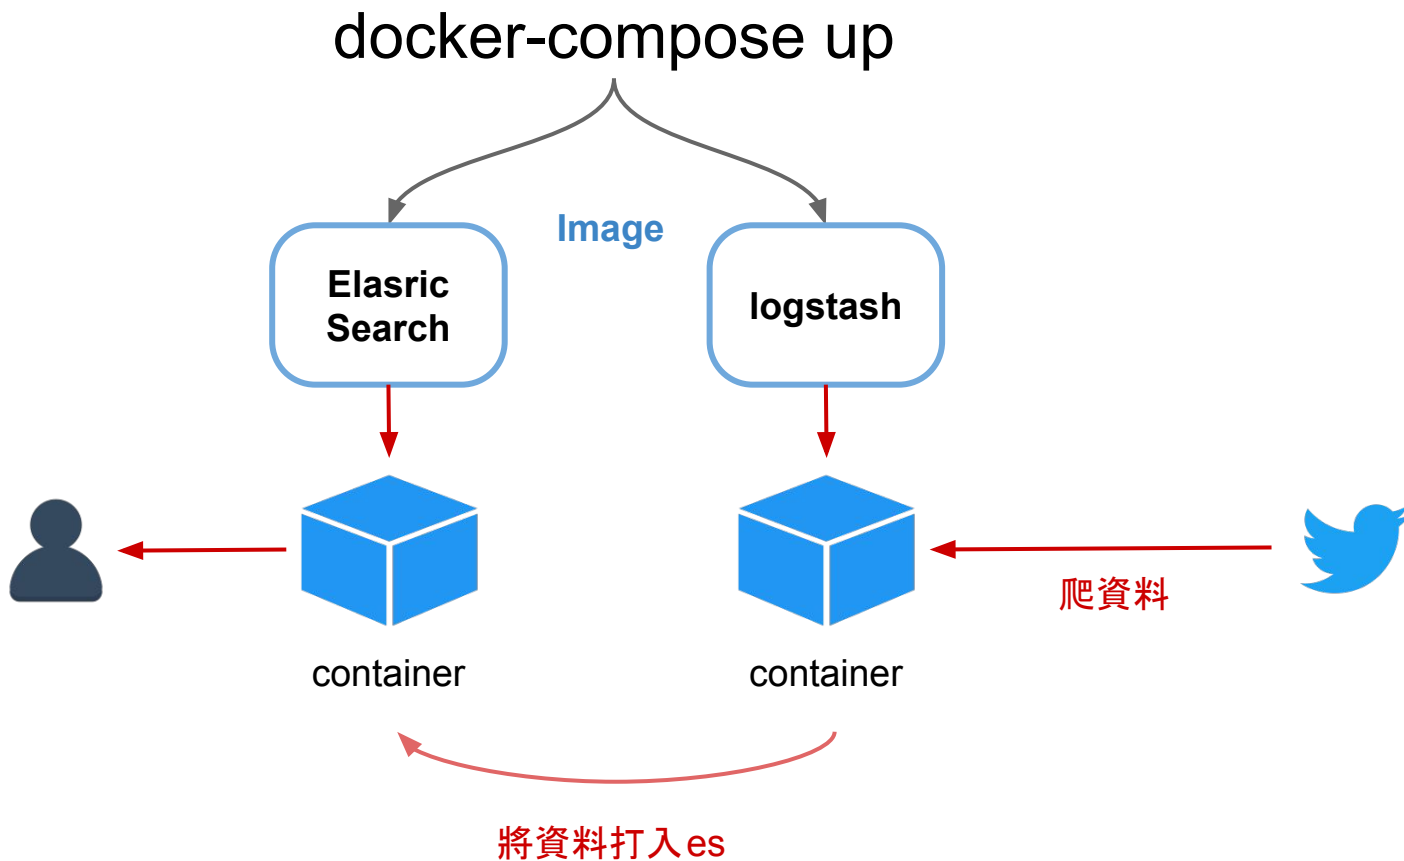 docker-compose up
Image
Elasric
Search
logstash
爬資料
container
container
將資料打入es